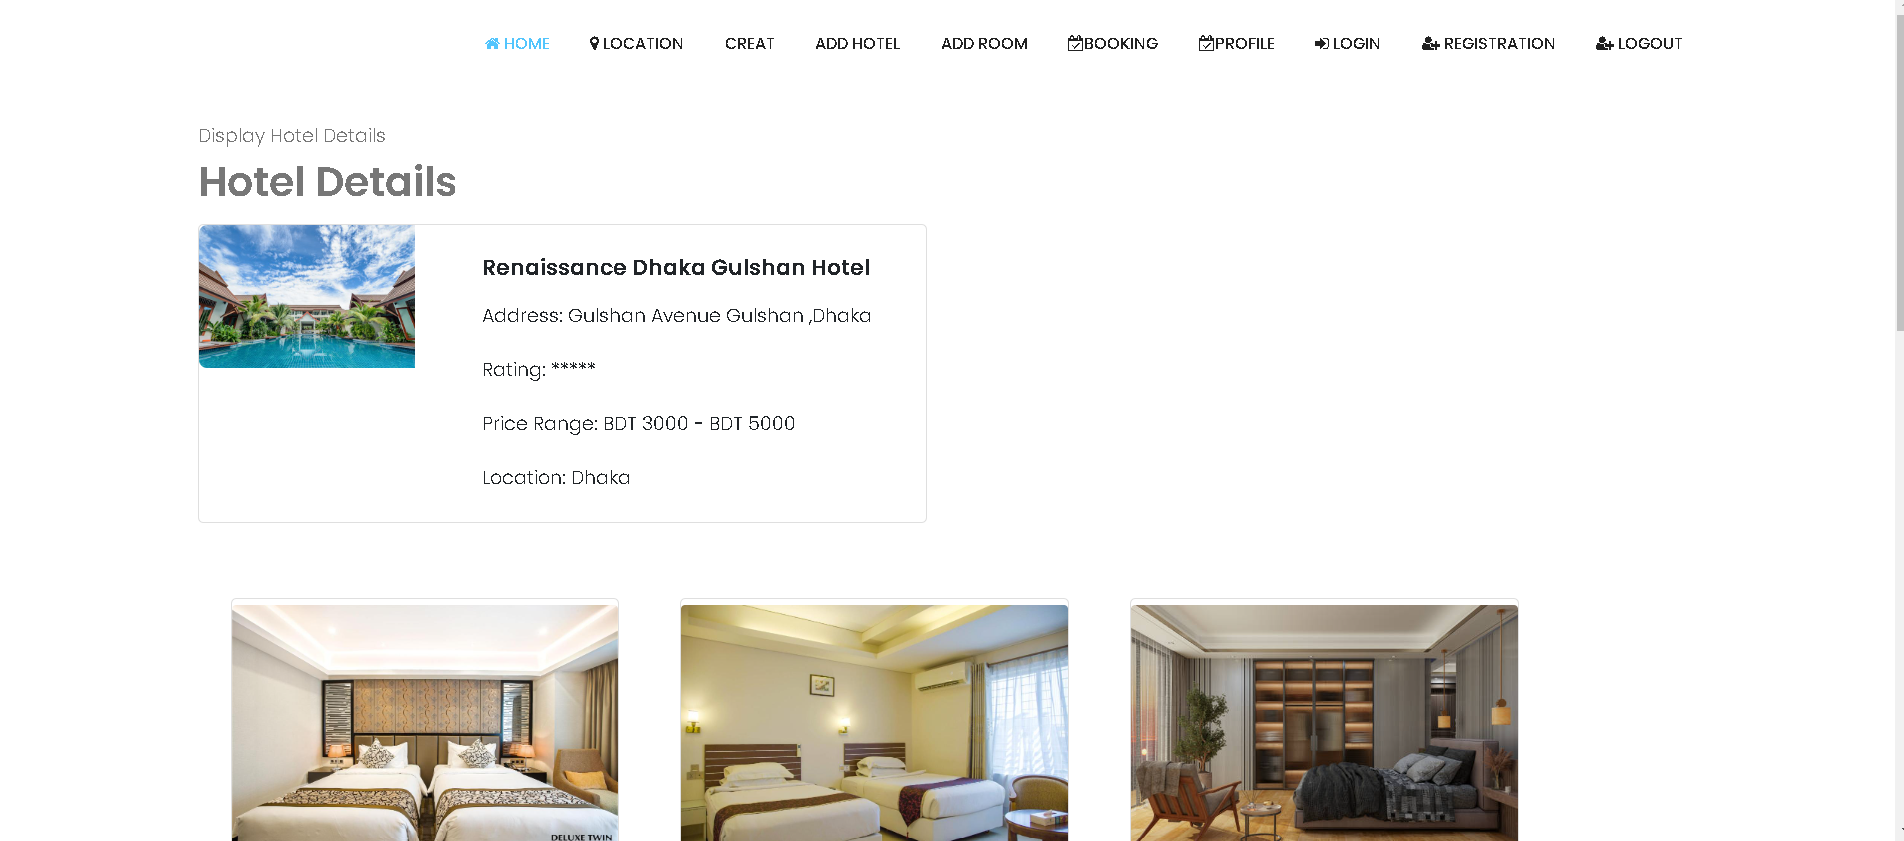 HOME LOCATION CREAT ADD HOTEL ADD ROOM BOOKING PROFILE LOGIN REGISTRATION LOGOUT
Display Hotel Details
Hotel Details
Renaissance Dhaka Gulshan Hotel
Address: Gulshan Avenue Gulshan ,Dhaka
Rating: *****
Price Range: BDT 3000 - BDT 5000
Location: Dhaka
DELUXE TWIN